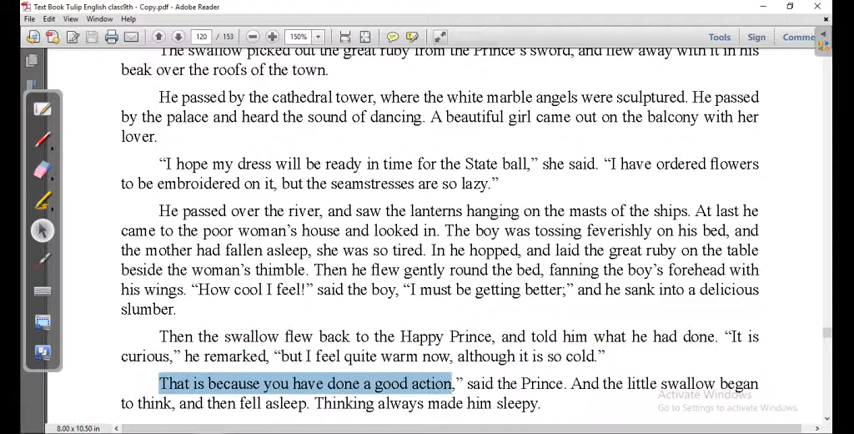 Text Book Tulip English class9th - Copy.pdf - Adobe Reader
File Edit View Window Help
120 / 153 150% Tools Sign Comme
The swallow picked out the great ruby from the Prince's sword, and flew away with it in his
beak over the roofs of the town.
He passed by the cathedral tower, where the white marble angels were sculptured. He passed
by the palace and heard the sound of dancing. A beautiful girl came out on the balcony with her
lover.
“I hope my dress will be ready in time for the State ball,” she said. “I have ordered flowers
to be embroidered on it, but the seamstresses are so lazy.”
He passed over the river, and saw the lanterns hanging on the masts of the ships. At last he
came to the poor woman’s house and looked in. The boy was tossing feverishly on his bed, and
the mother had fallen asleep, she was so tired. In he hopped, and laid the great ruby on the table
beside the woman’s thimble. Then he flew gently round the bed, fanning the boy’s forehead with
his wings. “How cool I feel!” said the boy, “I must be getting better;” and he sank into a delicious
slumber.
Then the swallow flew back to the Happy Prince, and told him what he had done. “It is
curious,” he remarked, “but I feel quite warm now, although it is so cold.”
That is because you have done a good action,” said the Prince. And the little swallow began
to think, and then fell asleep. Thinking always made him sleepy.
Activate Windows
Go to Settings to activate Windows.
8.00 x 10.50 in